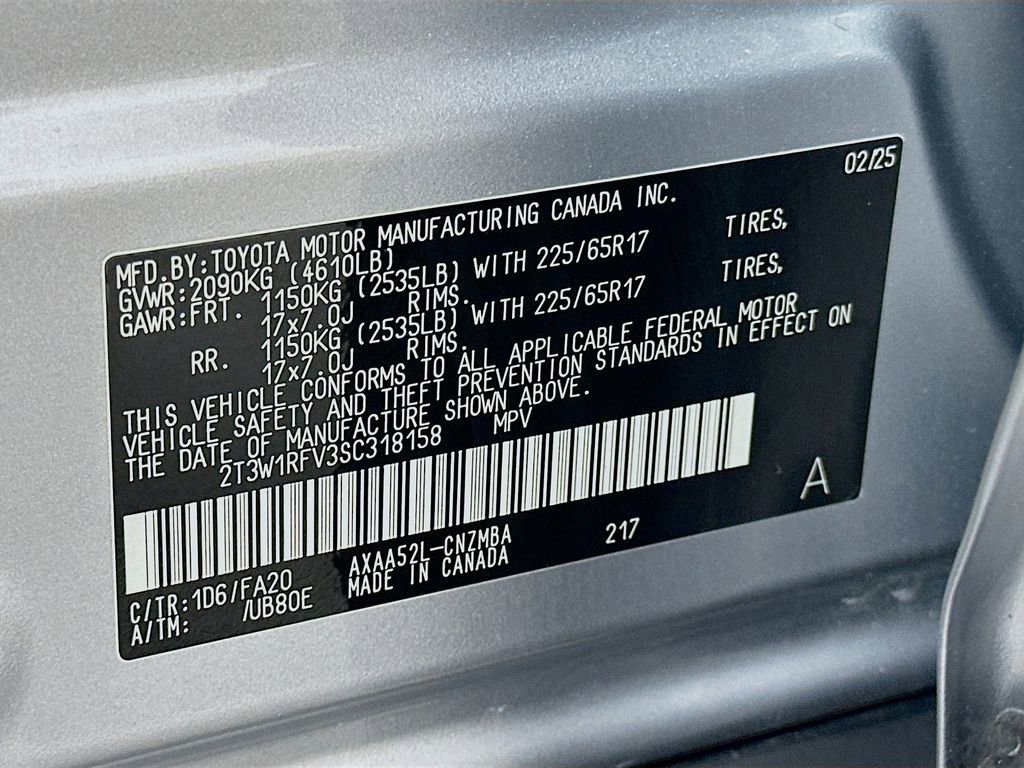 02/25
MFD.BY:TOYOTA MOTOR MANUFACTURING CANADA INC.
GVWR:2090KG (4610LB)
GAWR:FRT. 1150KG (2535LB) WITH 225/65R17 TIRES,
17x7.0J RIMS.
RR. 1150KG (2535LB) WITH 225/65R17 TIRES,
17x7.0J RIMS.
THIS VEHICLE CONFORMS TO ALL APPLICABLE FEDERAL MOTOR
VEHICLE SAFETY AND THEFT PREVENTION STANDARDS IN EFFECT ON
THE DATE OF MANUFACTURE SHOWN ABOVE.
2T3W1RFV3SC318158 MPV
A
C/TR:1D6/FA20 AXAA52L-CNZMBA 217
A/TM: /UB80E MADE IN CANADA